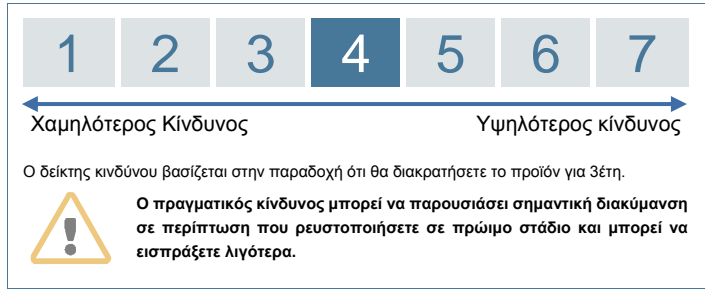 1 2 3 4 5 6 7
Χαμηλότερος Κίνδυνος Υψηλότερος κίνδυνος
Ο δείκτης κινδύνου βασίζεται στην παραδοχή ότι θα διακρατήσετε το προϊόν για 3έτη.
Ο πραγματικός κίνδυνος μπορεί να παρουσιάσει σημαντική διακύμανση
σε περίπτωση που ρευστοποιήσετε σε πρώιμο στάδιο και μπορεί να
εισπράξετε λιγότερα.